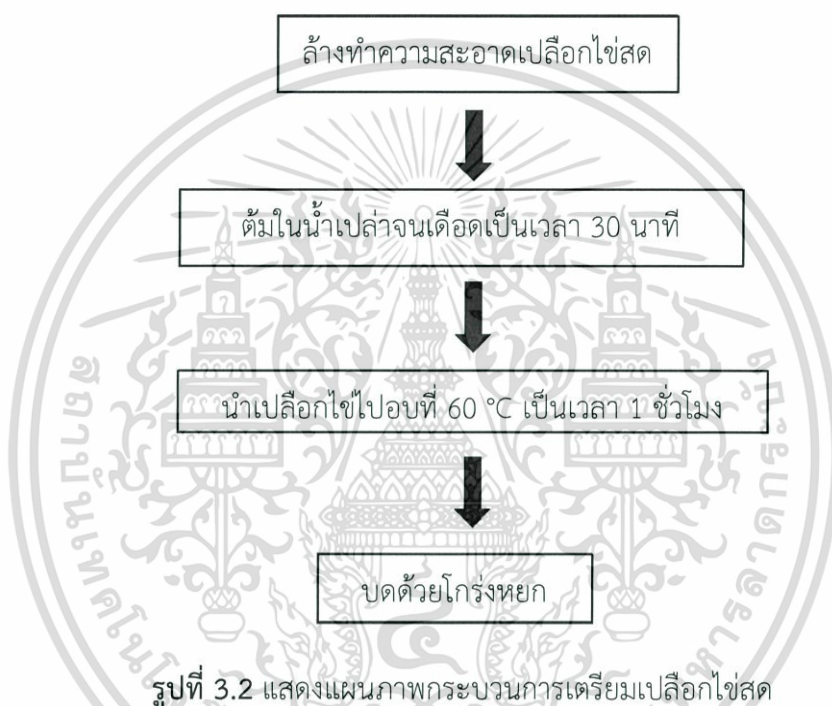 ล้างทำความสะอาดเปลือกไข่สด
ต้มในน้ำเปล่าจนเดือดเป็นเวลา 30 นาที
นำเปลือกไข่ไปอบที่ 60 °C เป็นเวลา 1 ชั่วโมง
บดด้วยโกร่งหยก
รูปที่ 3.2 แสดงแผนภาพกระบวนการเตรียมเปลือกไข่สด